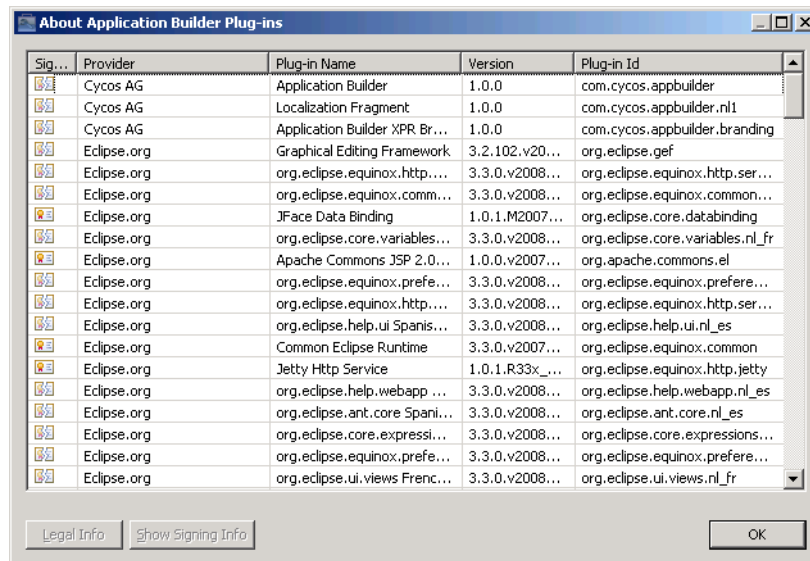 About Application Builder Plug-ins
Sig... Provider Plug-in Name Version Plug-in Id
Cycos AG Application Builder 1.0.0 com.cycos.appbuilder
Cycos AG Localization Fragment 1.0.0 com.cycos.appbuilder.nl1
Cycos AG Application Builder XPR Br... 1.0.0 com.cycos.appbuilder.branding
Eclipse.org Graphical Editing Framework 3.2.102.v20... org.eclipse.gef
Eclipse.org org.eclipse.equinox.http.... 3.3.0.v2008... org.eclipse.equinox.http.ser...
Eclipse.org org.eclipse.equinox.comm... 3.3.0.v2008... org.eclipse.equinox.common...
Eclipse.org JFace Data Binding 1.0.1.M2007... org.eclipse.core.databinding
Eclipse.org org.eclipse.core.variables... 3.3.0.v2008... org.eclipse.core.variables.nl_fr
Eclipse.org Apache Commons JSP 2.0... 1.0.0.v2007... org.apache.commons.el
Eclipse.org org.eclipse.equinox.prefe... 3.3.0.v2008... org.eclipse.equinox.prefere...
Eclipse.org org.eclipse.equinox.http.... 3.3.0.v2008... org.eclipse.equinox.http.ser...
Eclipse.org org.eclipse.help.ui Spanis... 3.3.0.v2008... org.eclipse.help.ui.nl_es
Eclipse.org Common Eclipse Runtime 3.3.0.v2007... org.eclipse.equinox.common
Eclipse.org Jetty Http Service 1.0.1.R33x_... org.eclipse.equinox.http.jetty
Eclipse.org org.eclipse.help.webapp ... 3.3.0.v2008... org.eclipse.help.webapp.nl_es
Eclipse.org org.eclipse.ant.core Spani... 3.3.0.v2008... org.eclipse.ant.core.nl_es
Eclipse.org org.eclipse.core.expressi... 3.3.0.v2008... org.eclipse.core.expressions...
Eclipse.org org.eclipse.equinox.prefe... 3.3.0.v2008... org.eclipse.equinox.prefere...
Eclipse.org org.eclipse.ui.views Frenc... 3.3.0.v2008... org.eclipse.ui.views.nl_fr
Legal Info Show Signing Info OK